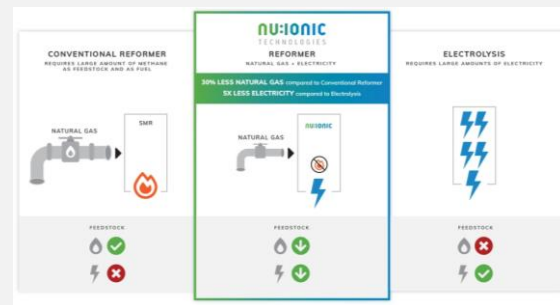 CONVENTIONAL REFORMER
REQUIRES LARGE AMOUNT OF METHANE
AS FEEDSTOCK AND AS FUEL
NATURAL GAS
SMR
FEEDSTOCK
NU:IONIC
TECHNOLOGIES
REFORMER
NATURAL GAS + ELECTRICITY
30% LESS NATURAL GAS compared to Conventional Reformer
5X LESS ELECTRICITY compared to Electrolysis
NU:IONIC
NATURAL GAS
FEEDSTOCK
ELECTROLYSIS
REQUIRES LARGE AMOUNTS OF ELECTRICITY
FEEDSTOCK